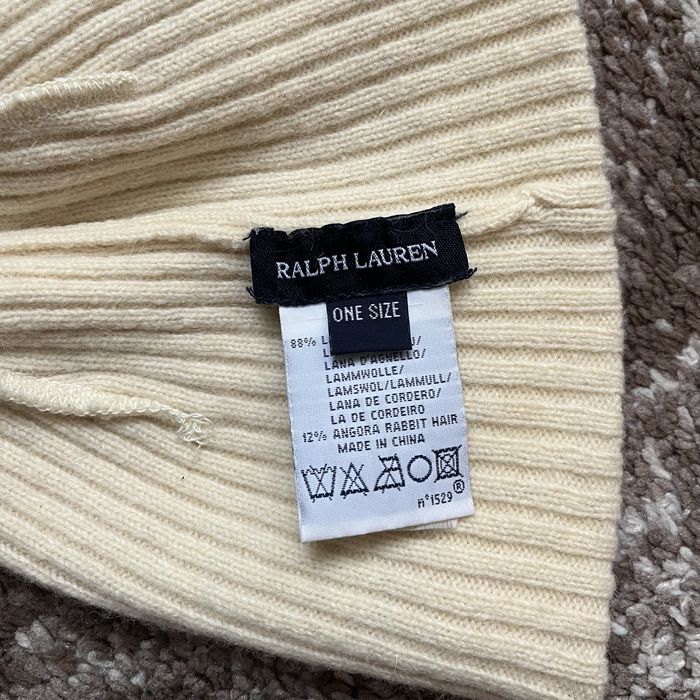 RALPH LAUREN
ONE SIZE
88%
LANA D'AGNELLO/
LAMMWOLLE/
LAMSWOL/LAMMULL/
LANA DE CORDERO/
LA DE CORDEIRO
12% ANGORA RABBIT HAIR
MADE IN CHINA
n°1529 ®